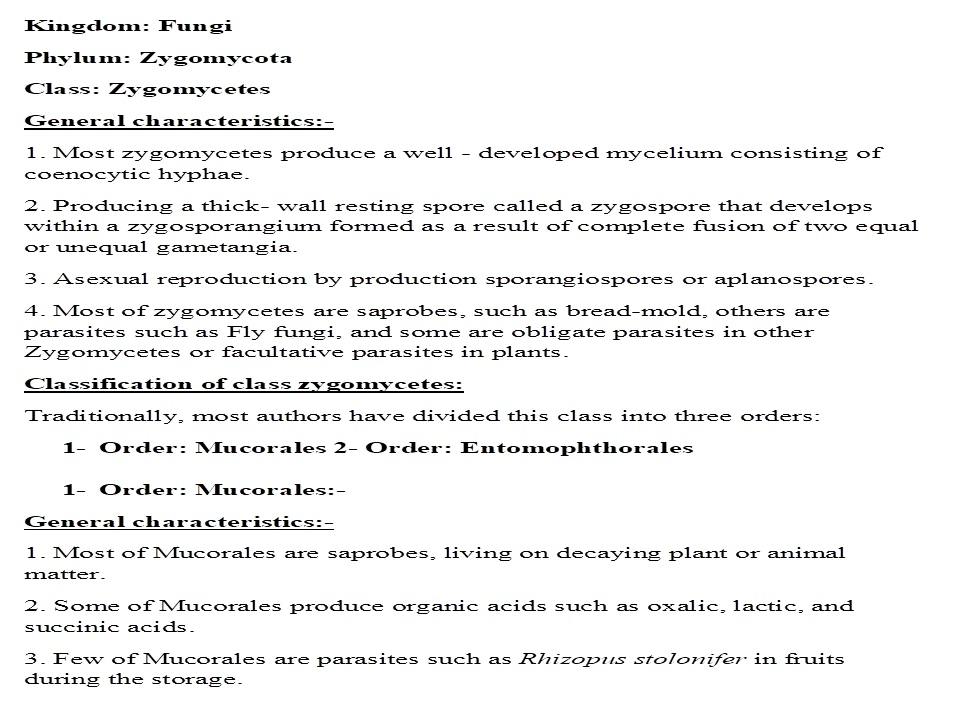 Kingdom: Fungi
Phylum: Zygomycota
Class: Zygomycetes
General characteristics:-
1. Most zygomycetes produce a well - developed mycelium consisting of
coenocytic hyphae.
2. Producing a thick- wall resting spore called a zygospore that develops
within a zygosporangium formed as a result of complete fusion of two equal
or unequal gametangia.
3. Asexual reproduction by production sporangiospores or aplanospores.
4. Most of zygomycetes are saprobes, such as bread-mold, others are
parasites such as Fly fungi, and some are obligate parasites in other
Zygomycetes or facultative parasites in plants.
Classification of class zygomycetes:
Traditionally, most authors have divided this class into three orders:
1- Order: Mucorales 2- Order: Entomophthorales
1- Order: Mucorales:-
General characteristics:-
1. Most of Mucorales are saprobes, living on decaying plant or animal
matter.
2. Some of Mucorales produce organic acids such as oxalic, lactic, and
succinic acids.
3. Few of Mucorales are parasites such as Rhizopus stolonifer in fruits
during the storage.